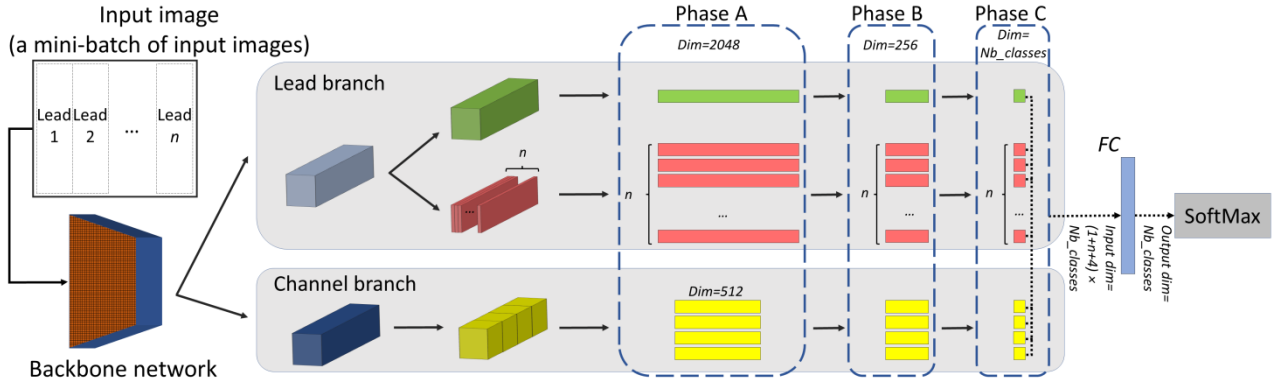 Input image
(a mini-batch of input images)
Lead
1
Lead
2
...
Lead
n
Backbone network
Lead branch
n
...
Channel branch
Phase A
Dim=2048
n
...
Dim=512
Phase B
Dim=256
n
...
Phase C
Dim=
Nb_classes
n
...
FC
Input dim=
(1+n+4) ×
Nb_classes
Output dim=
Nb_classes
SoftMax